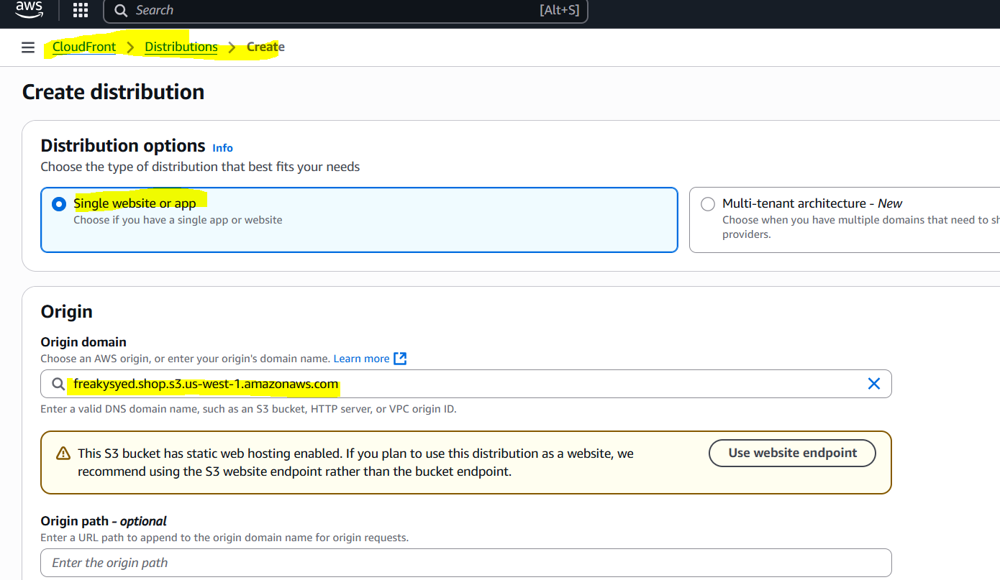 aws
Search [Alt+S]
CloudFront > Distributions > Create
Create distribution
Distribution options Info
Choose the type of distribution that best fits your needs
Single website or app
Choose if you have a single app or website
Multi-tenant architecture - New
Choose when you have multiple domains that need to sh
providers.
Origin
Origin domain
Choose an AWS origin, or enter your origin's domain name. Learn more
freakysyed.shop.s3.us-west-1.amazonaws.com
Enter a valid DNS domain name, such as an S3 bucket, HTTP server, or VPC origin ID.
This S3 bucket has static web hosting enabled. If you plan to use this distribution as a website, we
recommend using the S3 website endpoint rather than the bucket endpoint.
Use website endpoint
Origin path - optional
Enter a URL path to append to the origin domain name for origin requests.
Enter the origin path